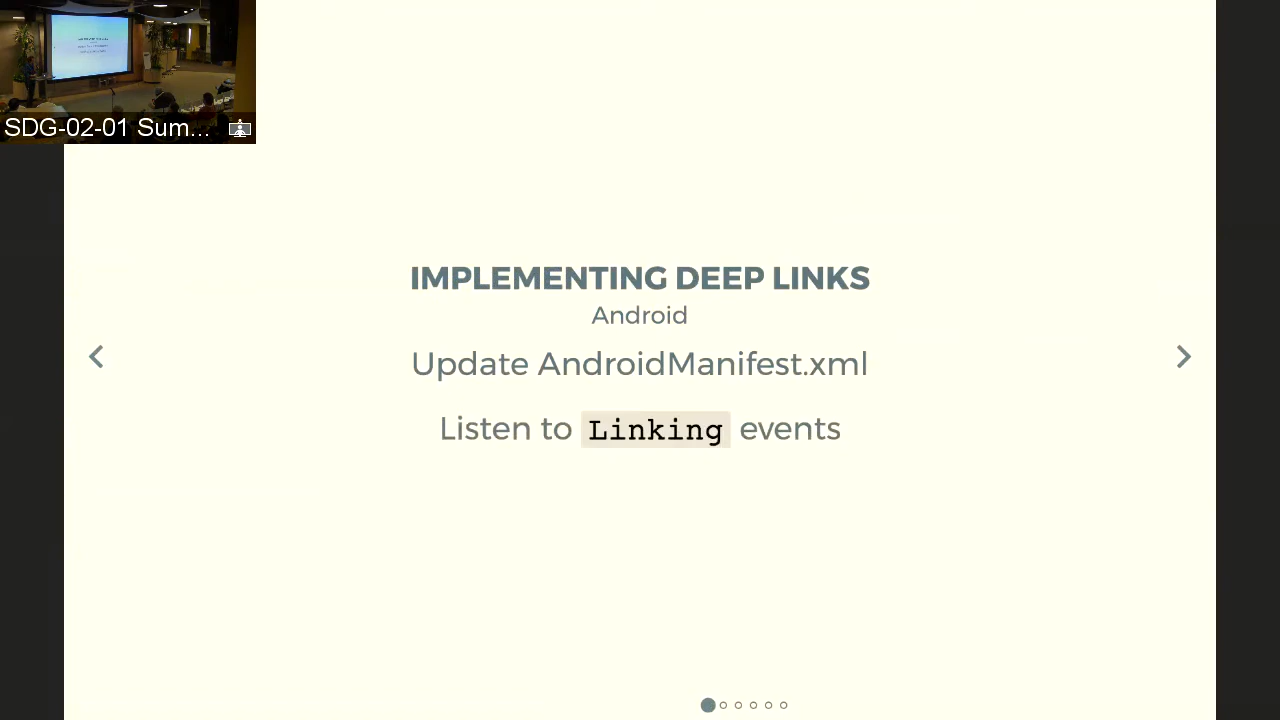 SDG-02-01 Sum...
IMPLEMENTING DEEP LINKS
Android
Update AndroidManifest.xml
Listen to Linking events